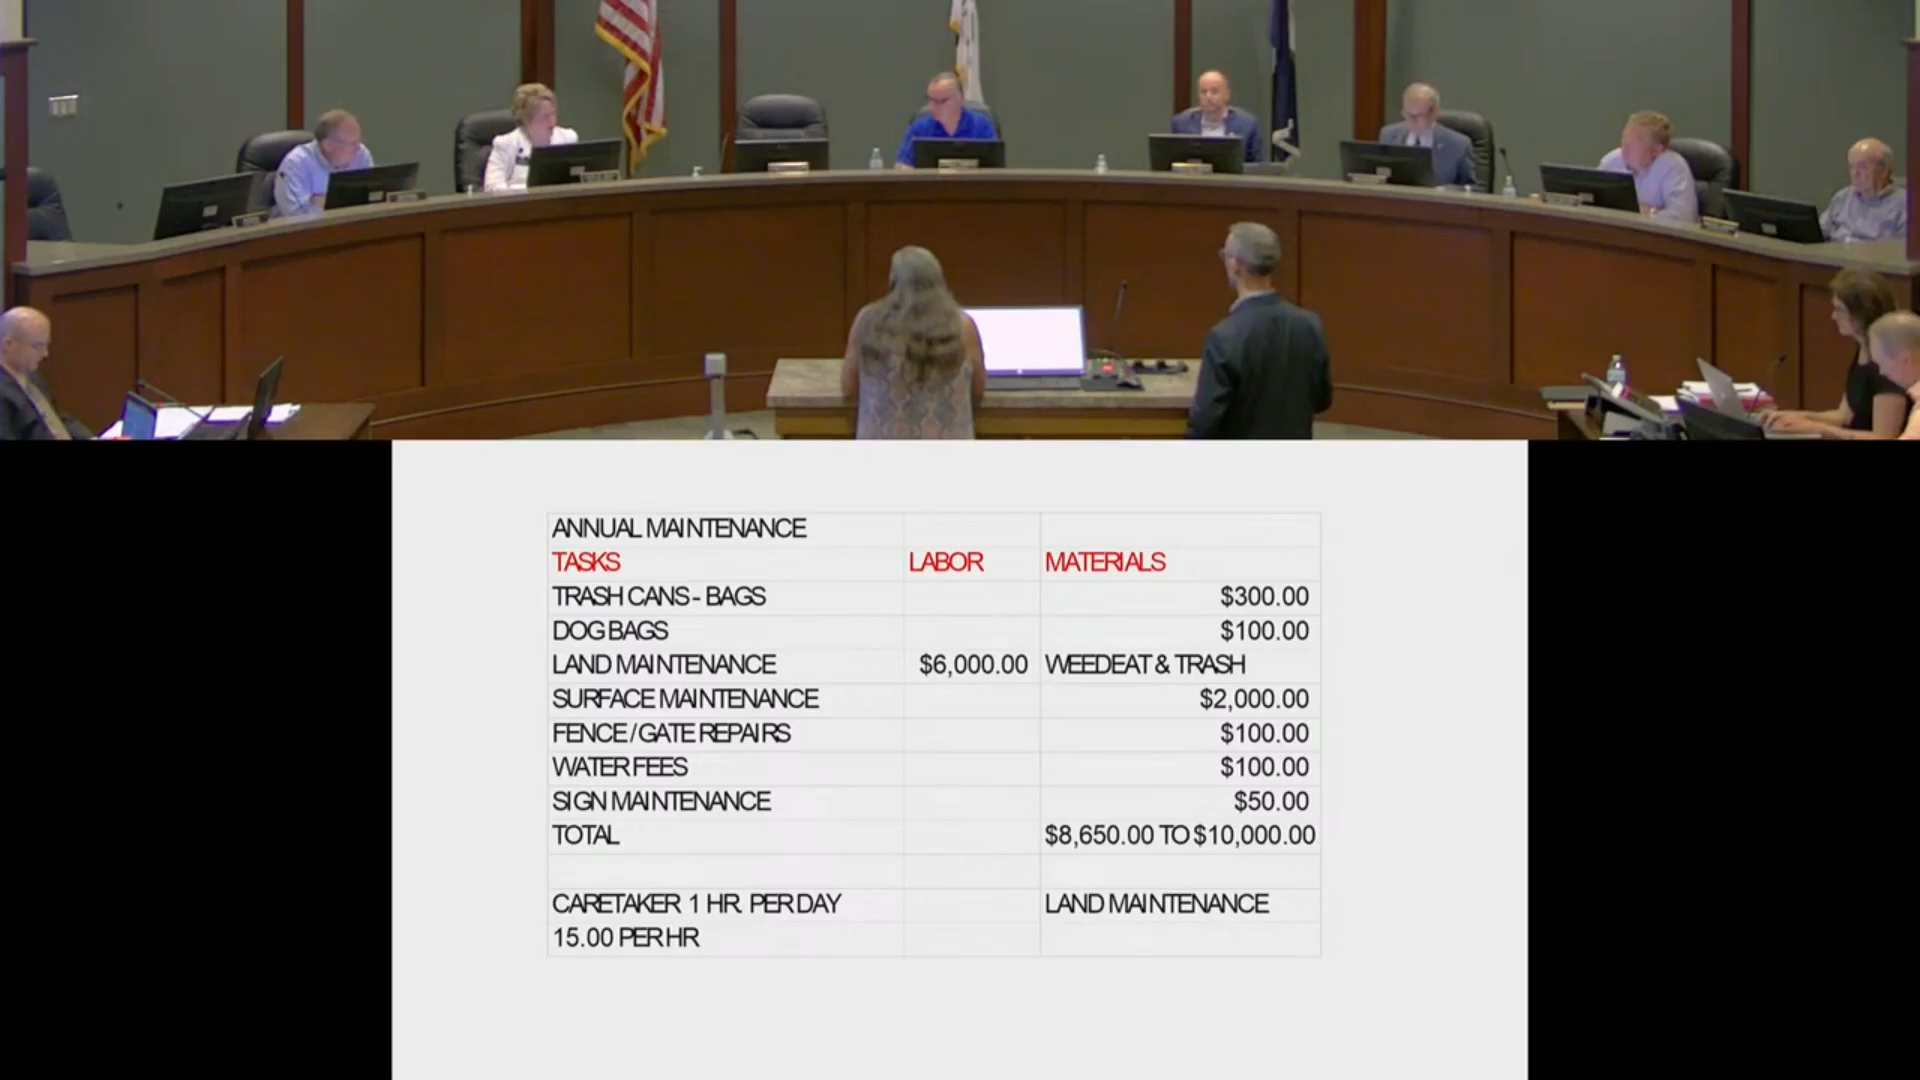 ANNUAL MAINTENANCE
TASKS LABOR MATERIALS
TRASH CANS - BAGS $300.00
DOG BAGS $100.00
LAND MAINTENANCE $6,000.00 WEEDEAT & TRASH
SURFACE MAINTENANCE $2,000.00
FENCE / GATE REPAIRS $100.00
WATER FEES $100.00
SIGN MAINTENANCE $50.00
TOTAL $8,650.00 TO $10,000.00
CARETAKER 1 HR. PER DAY LAND MAINTENANCE
15.00 PER HR